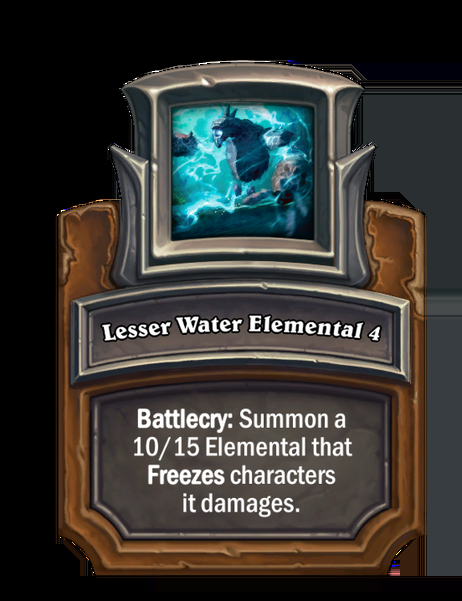 Lesser Water Elemental 4
Battlecry: Summon a
10/15 Elemental that
Freezes characters
it damages.